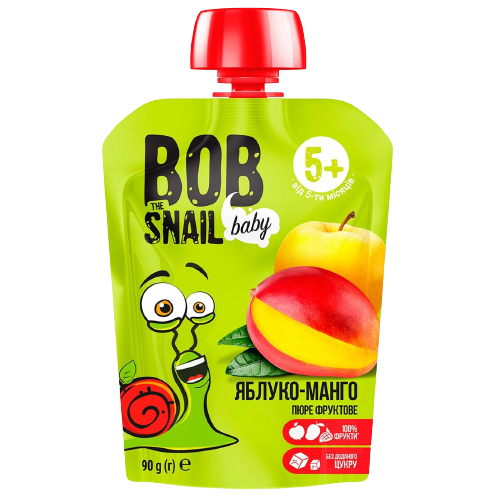 BOB
THE
SNAIL
baby
5+
від 5-ти місяців
ЯБЛУКО-МАНГО
ПЮРЕ ФРУКТОВЕ
100%
ФРУКТИ*
БЕЗ ДОДАНОГО
ЦУКРУ
90 g (г) e